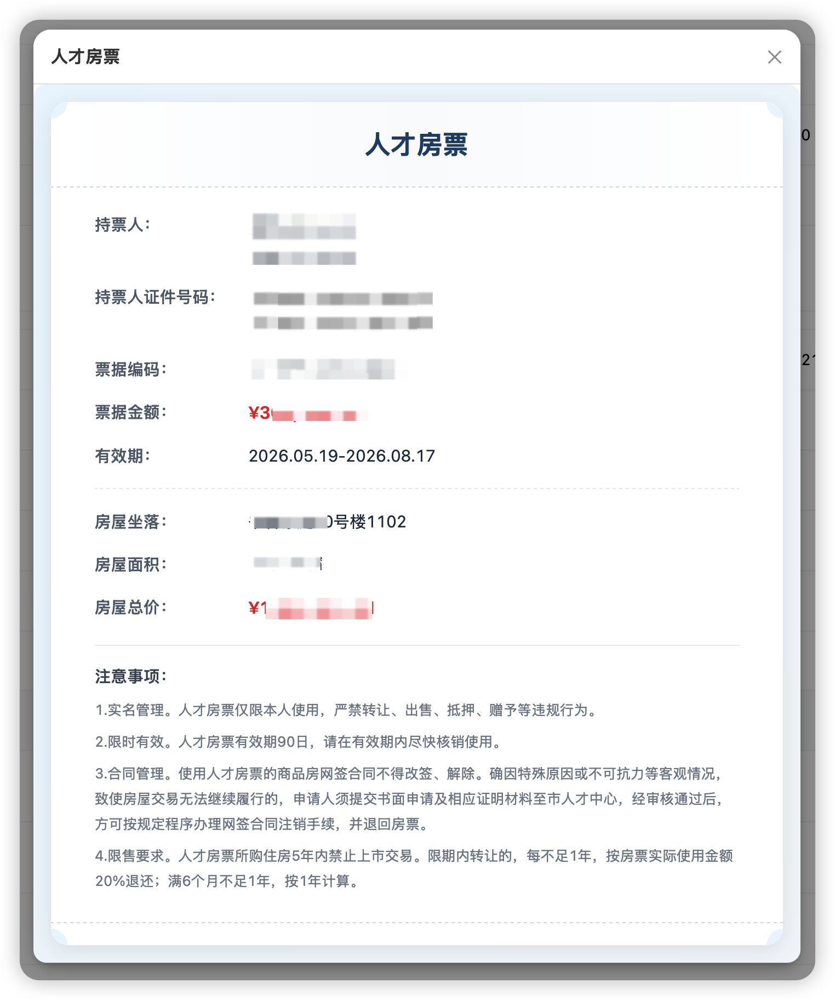 人才房票
人才房票
持票人：
持票人证件号码：
票据编码：
票据金额： ¥3
有效期： 2026.05.19-2026.08.17
房屋坐落： 0号楼1102
房屋面积：
房屋总价： ¥1
注意事项：
1.实名管理。人才房票仅限本人使用，严禁转让、出售、抵押、赠予等违规行为。
2.限时有效。人才房票有效期90日，请在有效期内尽快核销使用。
3.合同管理。使用人才房票的商品房网签合同不得改签、解除。确因特殊原因或不可抗力等客观情况，
致使房屋交易无法继续履行的，申请人须提交书面申请及相应证明材料至市人才中心，经审核通过后，
方可按规定程序办理网签合同注销手续，并退回房票。
4.限售要求。人才房票所购住房5年内禁止上市交易。限期内转让的，每不足1年，按房票实际使用金额
20%退还；满6个月不足1年，按1年计算。
0
21